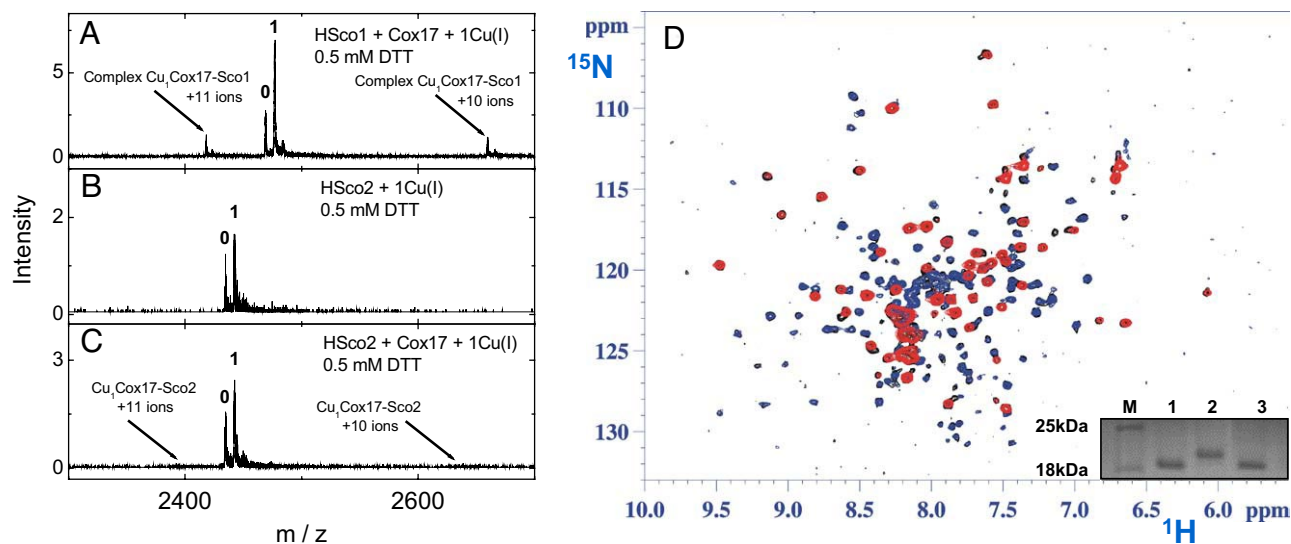 A
HSco1 + Cox17 + 1Cu(I)
0.5 mM DTT
Complex Cu1Cox17-Sco1
+11 ions
Complex Cu1Cox17-Sco1
+10 ions
1
0
5
0
B
HSco2 + 1Cu(I)
0.5 mM DTT
1
0
2
0
C
HSco2 + Cox17 + 1Cu(I)
0.5 mM DTT
Cu1Cox17-Sco2
+11 ions
Cu1Cox17-Sco2
+10 ions
1
0
3
0
Intensity
2400 2600
m / z
D
ppm
15N
110
115
120
125
130
M 1 2 3
25kDa
18kDa
10.0 9.5 9.0 8.5 8.0 7.5 7.0 6.5 6.0 ppm
1H